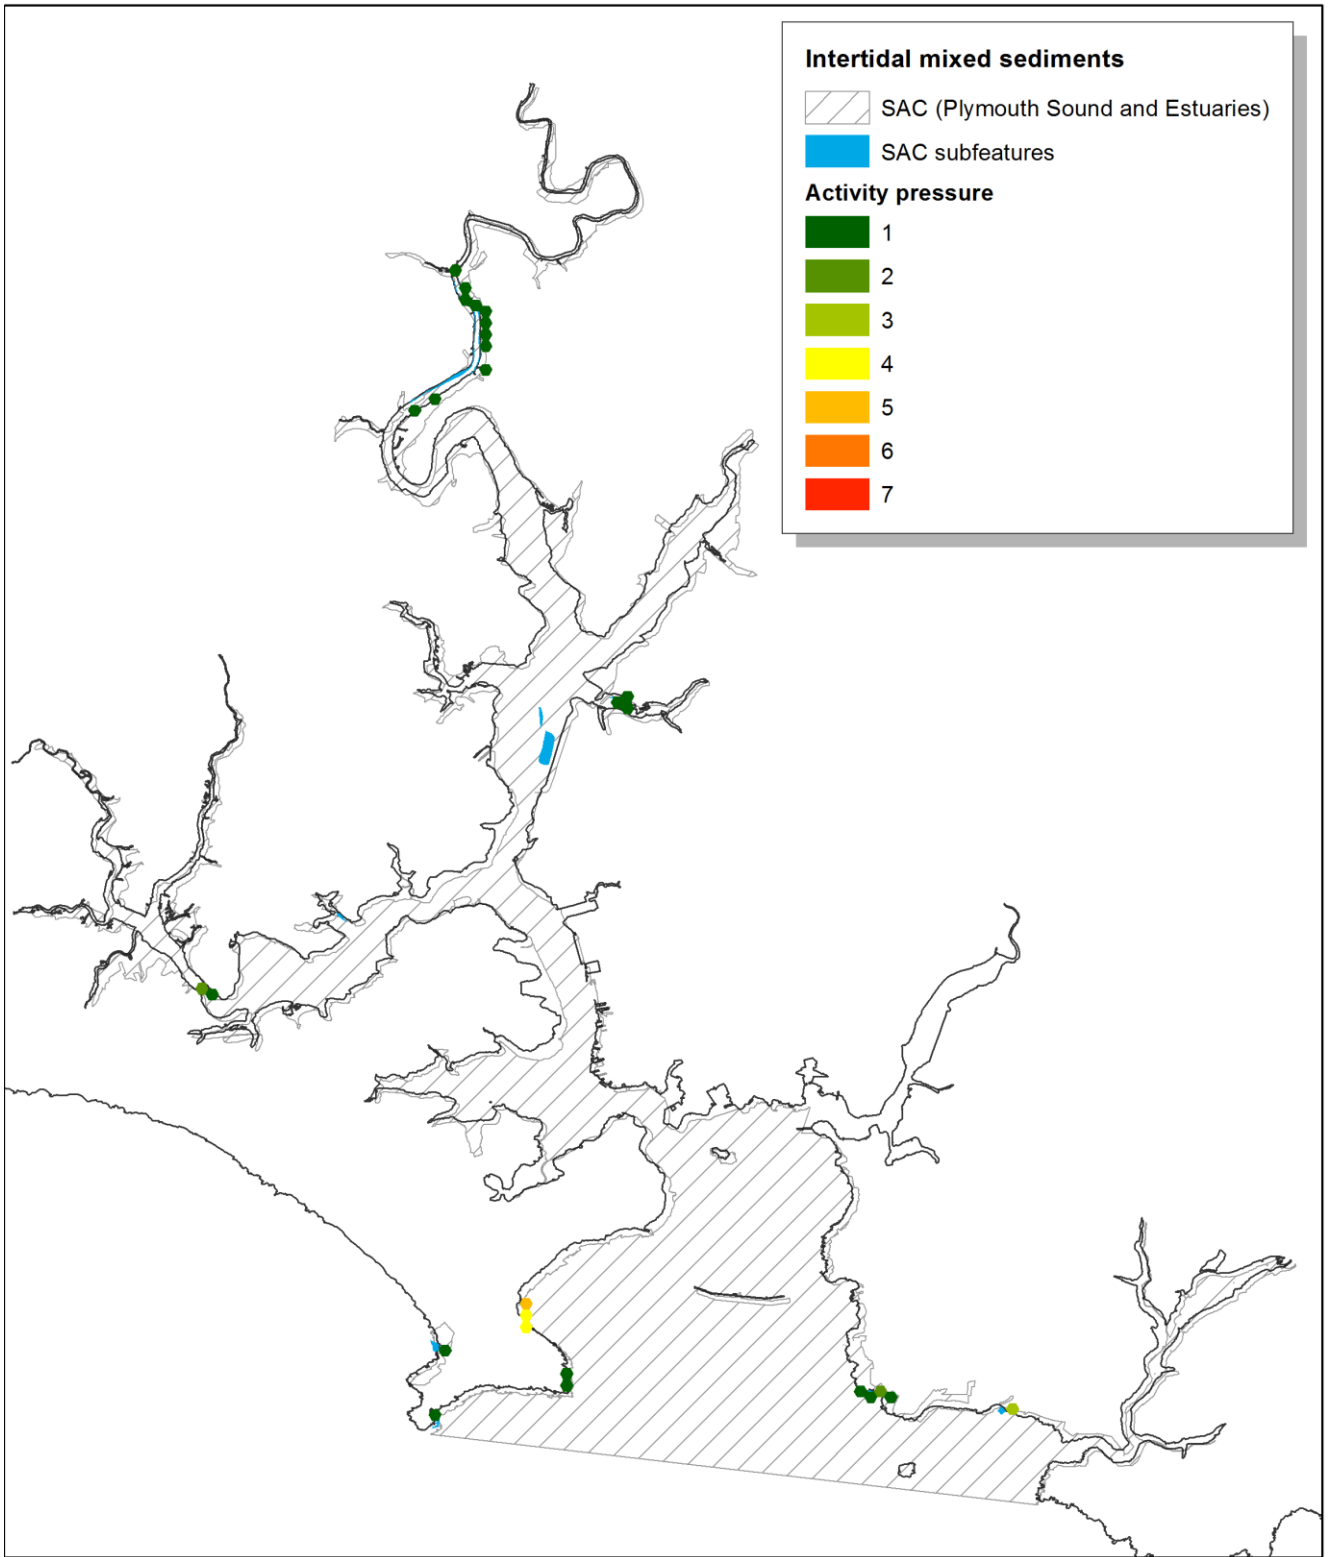 Intertidal mixed sediments
SAC (Plymouth Sound and Estuaries)
SAC subfeatures
Activity pressure
1
2
3
4
5
6
7